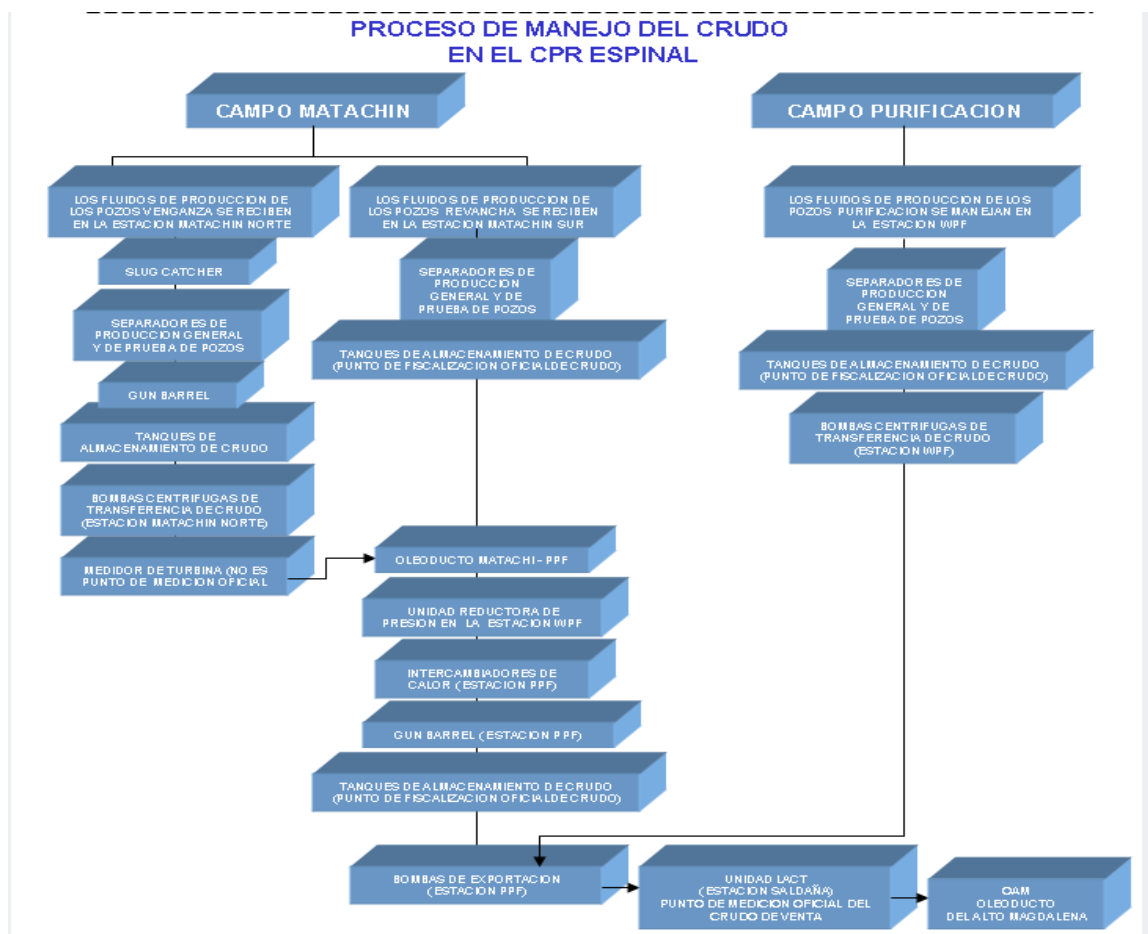 PROCESO DE MANEJO DEL CRUDO
EN EL CPR ESPINAL
CAMPO MATACHIN
CAMPO PURIFICACION
LOS FLUIDOS DE PRODUCCION DE
LOS POZOS VENGANZA SE RECIBEN
EN LA ESTACION MATACHIN NORTE
LOS FLUIDOS DE PRODUCCION DE
LOS POZOS REVANCHA SE RECIBEN
EN LA ESTACION MATACHIN SUR
LOS FLUIDOS DE PRODUCCION DE LOS
POZOS PURIFICACION SE MANEJAN EN
LA ESTACION WPF
SLUG CATCHER
SEPARADORES DE
PRODUCCION GENERAL
Y DE PRUEBA DE POZOS
GUN BARREL
TANQUES DE
ALMACENAMIENTO DE CRUDO
BOMBAS CENTRIFUGAS DE
TRANSFERENCIA DE CRUDO
(ESTACION MATACHIN NORTE)
MEDIDOR DE TURBINA (NO ES
PUNTO DE MEDICION OFICIAL
SEPARADORES DE
PRODUCCION
GENERAL Y DE
PRUEBA DE POZOS
TANQUES DE ALMACENAMIENTO DE CRUDO
(PUNTO DE FISCALIZACION OFICIAL DE CRUDO)
OLEODUCTO MATACHI - PPF
UNIDAD REDUCTORA DE
PRESION EN LA ESTACION WPF
INTERCAMBIADORES DE
CALOR (ESTACION PPF)
GUN BARREL (ESTACION PPF)
TANQUES DE ALMACENAMIENTO DE CRUDO
(PUNTO DE FISCALIZACION OFICIAL DE CRUDO)
SEPARADORES DE
PRODUCCION
GENERAL Y DE
PRUEBA DE POZOS
TANQUES DE ALMACENAMIENTO DE CRUDO
(PUNTO DE FISCALIZACION OFICIAL DE CRUDO)
BOMBAS CENTRIFUGAS DE
TRANSFERENCIA DE CRUDO
(ESTACION WPF)
BOMBAS DE EXPORTACION
(ESTACION PPF)
UNIDAD LACT
(ESTACION SALDAÑA)
PUNTO DE MEDICION OFICIAL DEL
CRUDO DE VENTA
OAM
OLEODUCTO
DEL ALTO MAGDALENA